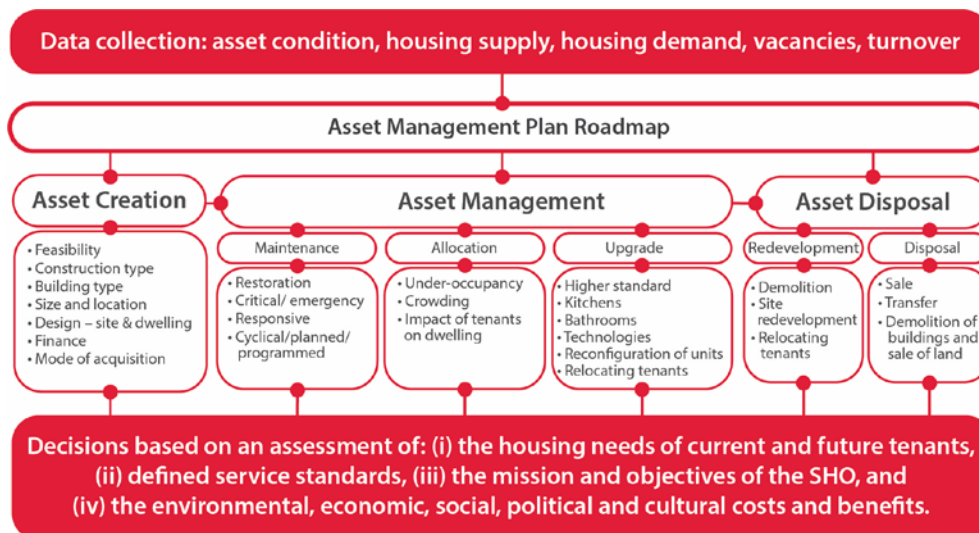 Data collection: asset condition, housing supply, housing demand, vacancies, turnover
Asset Management Plan Roadmap
Asset Creation
Asset Management
Asset Disposal
• Feasibility
• Construction type
• Building type
• Size and location
• Design – site & dwelling
• Finance
• Mode of acquisition
Maintenance
• Restoration
• Critical/ emergency
• Responsive
• Cyclical/planned/
programmed
Allocation
• Under-occupancy
• Crowding
• Impact of tenants
on dwelling
Upgrade
• Higher standard
• Kitchens
• Bathrooms
• Technologies
• Reconfiguration of units
• Relocating tenants
Redevelopment
• Demolition
• Site
redevelopment
• Relocating
tenants
Disposal
• Sale
• Transfer
• Demolition of
buildings and
sale of land
Decisions based on an assessment of: (i) the housing needs of current and future tenants,
(ii) defined service standards, (iii) the mission and objectives of the SHO, and
(iv) the environmental, economic, social, political and cultural costs and benefits.